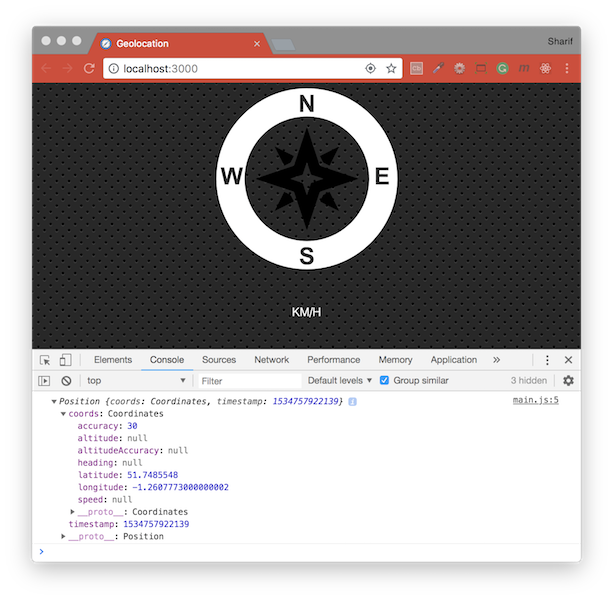 Geolocation
Sharif
localhost:3000
N
W E
S
KM/H
Elements Console Sources Network Performance Memory Application »
top Filter Default levels Group similar 3 hidden
Position {coords: Coordinates, timestamp: 1534757922139} main.js:5
coords: Coordinates
accuracy: 30
altitude: null
altitudeAccuracy: null
heading: null
latitude: 51.7485548
longitude: -1.2607773000000002
speed: null
__proto__: Coordinates
timestamp: 1534757922139
__proto__: Position